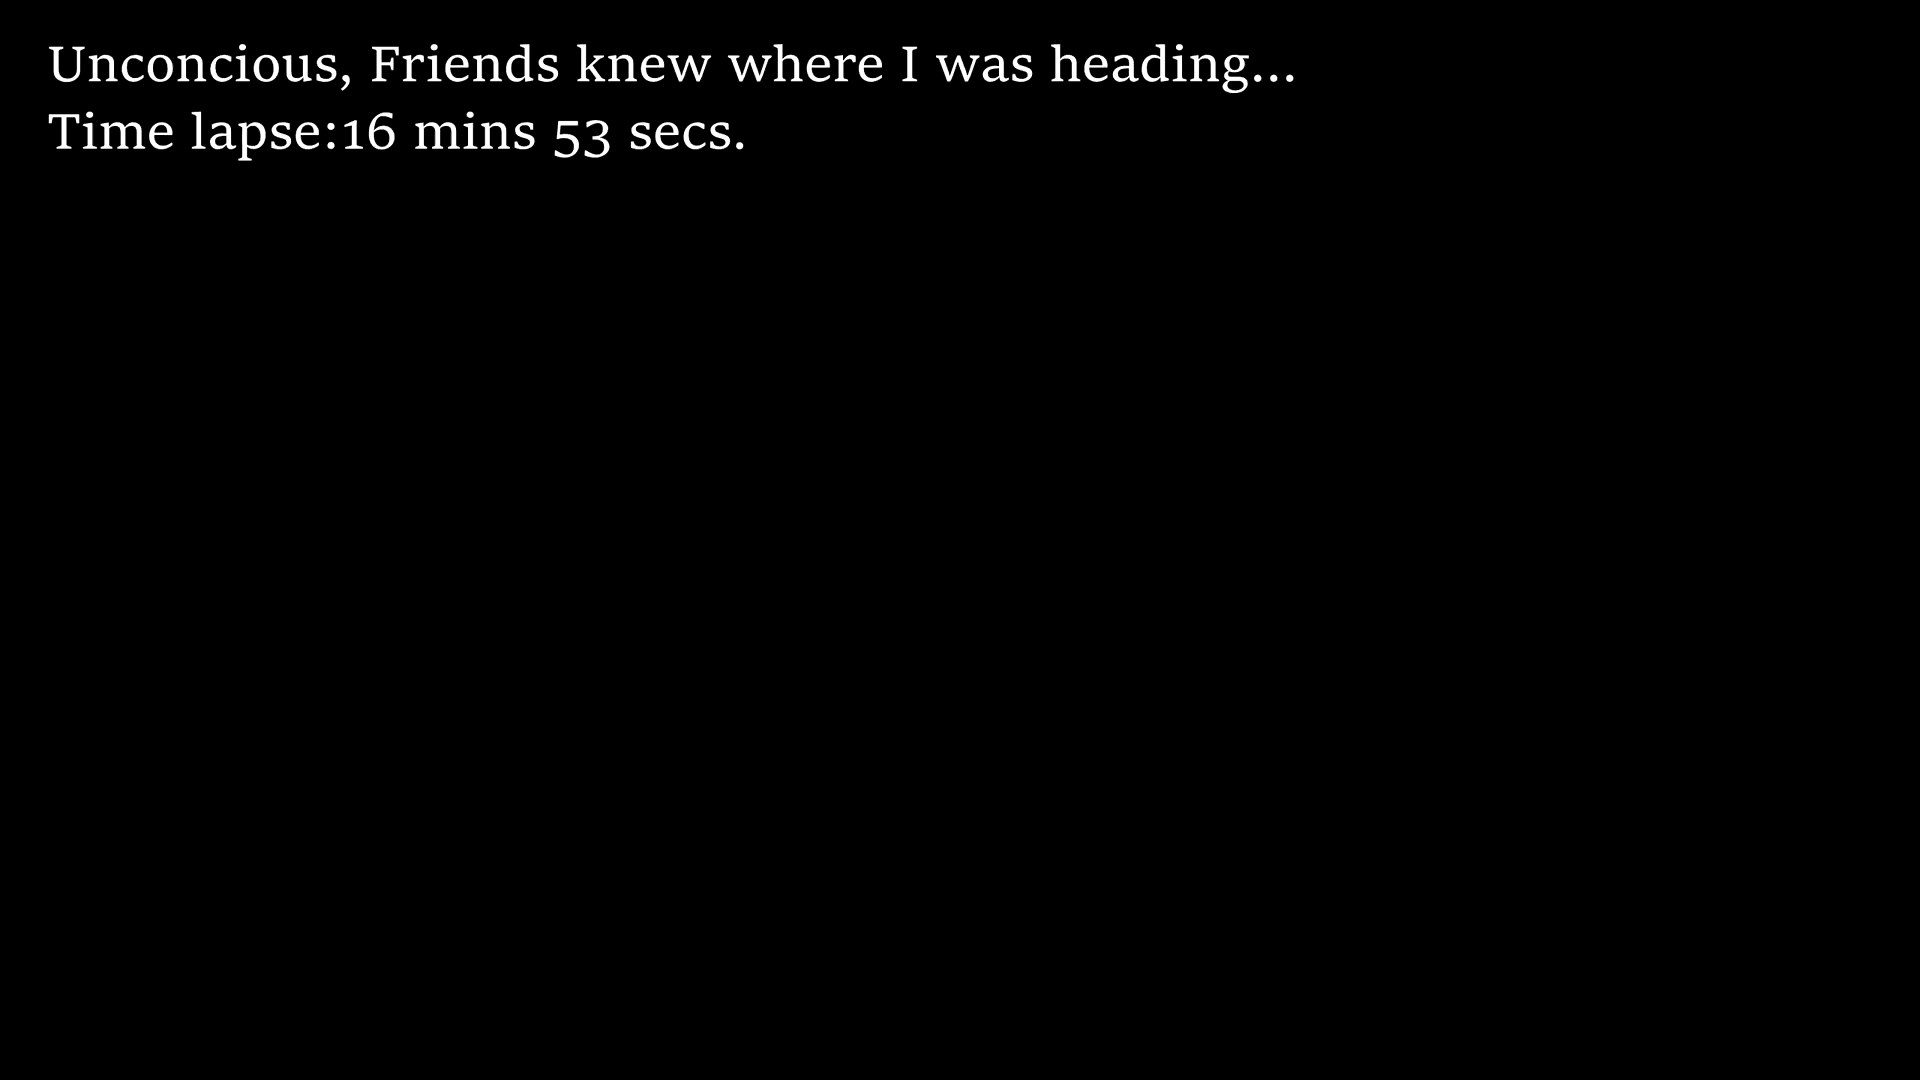 Unconcious, Friends knew where I was heading...
Time lapse:16 mins 53 secs.